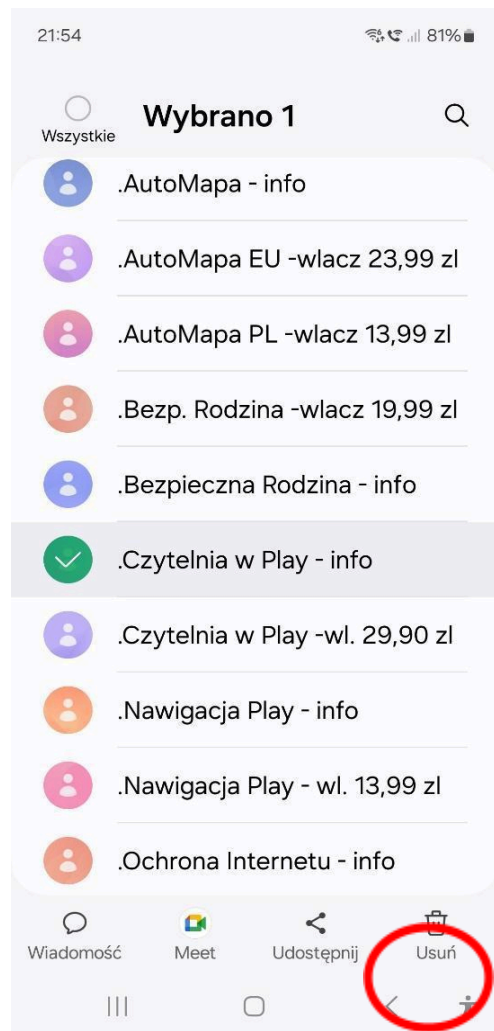 21:54
81%
Wszystkie
Wybrano 1
.AutoMapa - info
.AutoMapa EU -wlacz 23,99 zl
.AutoMapa PL -wlacz 13,99 zl
.Bezp. Rodzina -wlacz 19,99 zl
.Bezpieczna Rodzina - info
.Czytelnia w Play - info
.Czytelnia w Play -wl. 29,90 zl
.Nawigacja Play - info
.Nawigacja Play - wl. 13,99 zl
.Ochrona Internetu - info
Wiadomość Meet Udostępnij Usuń